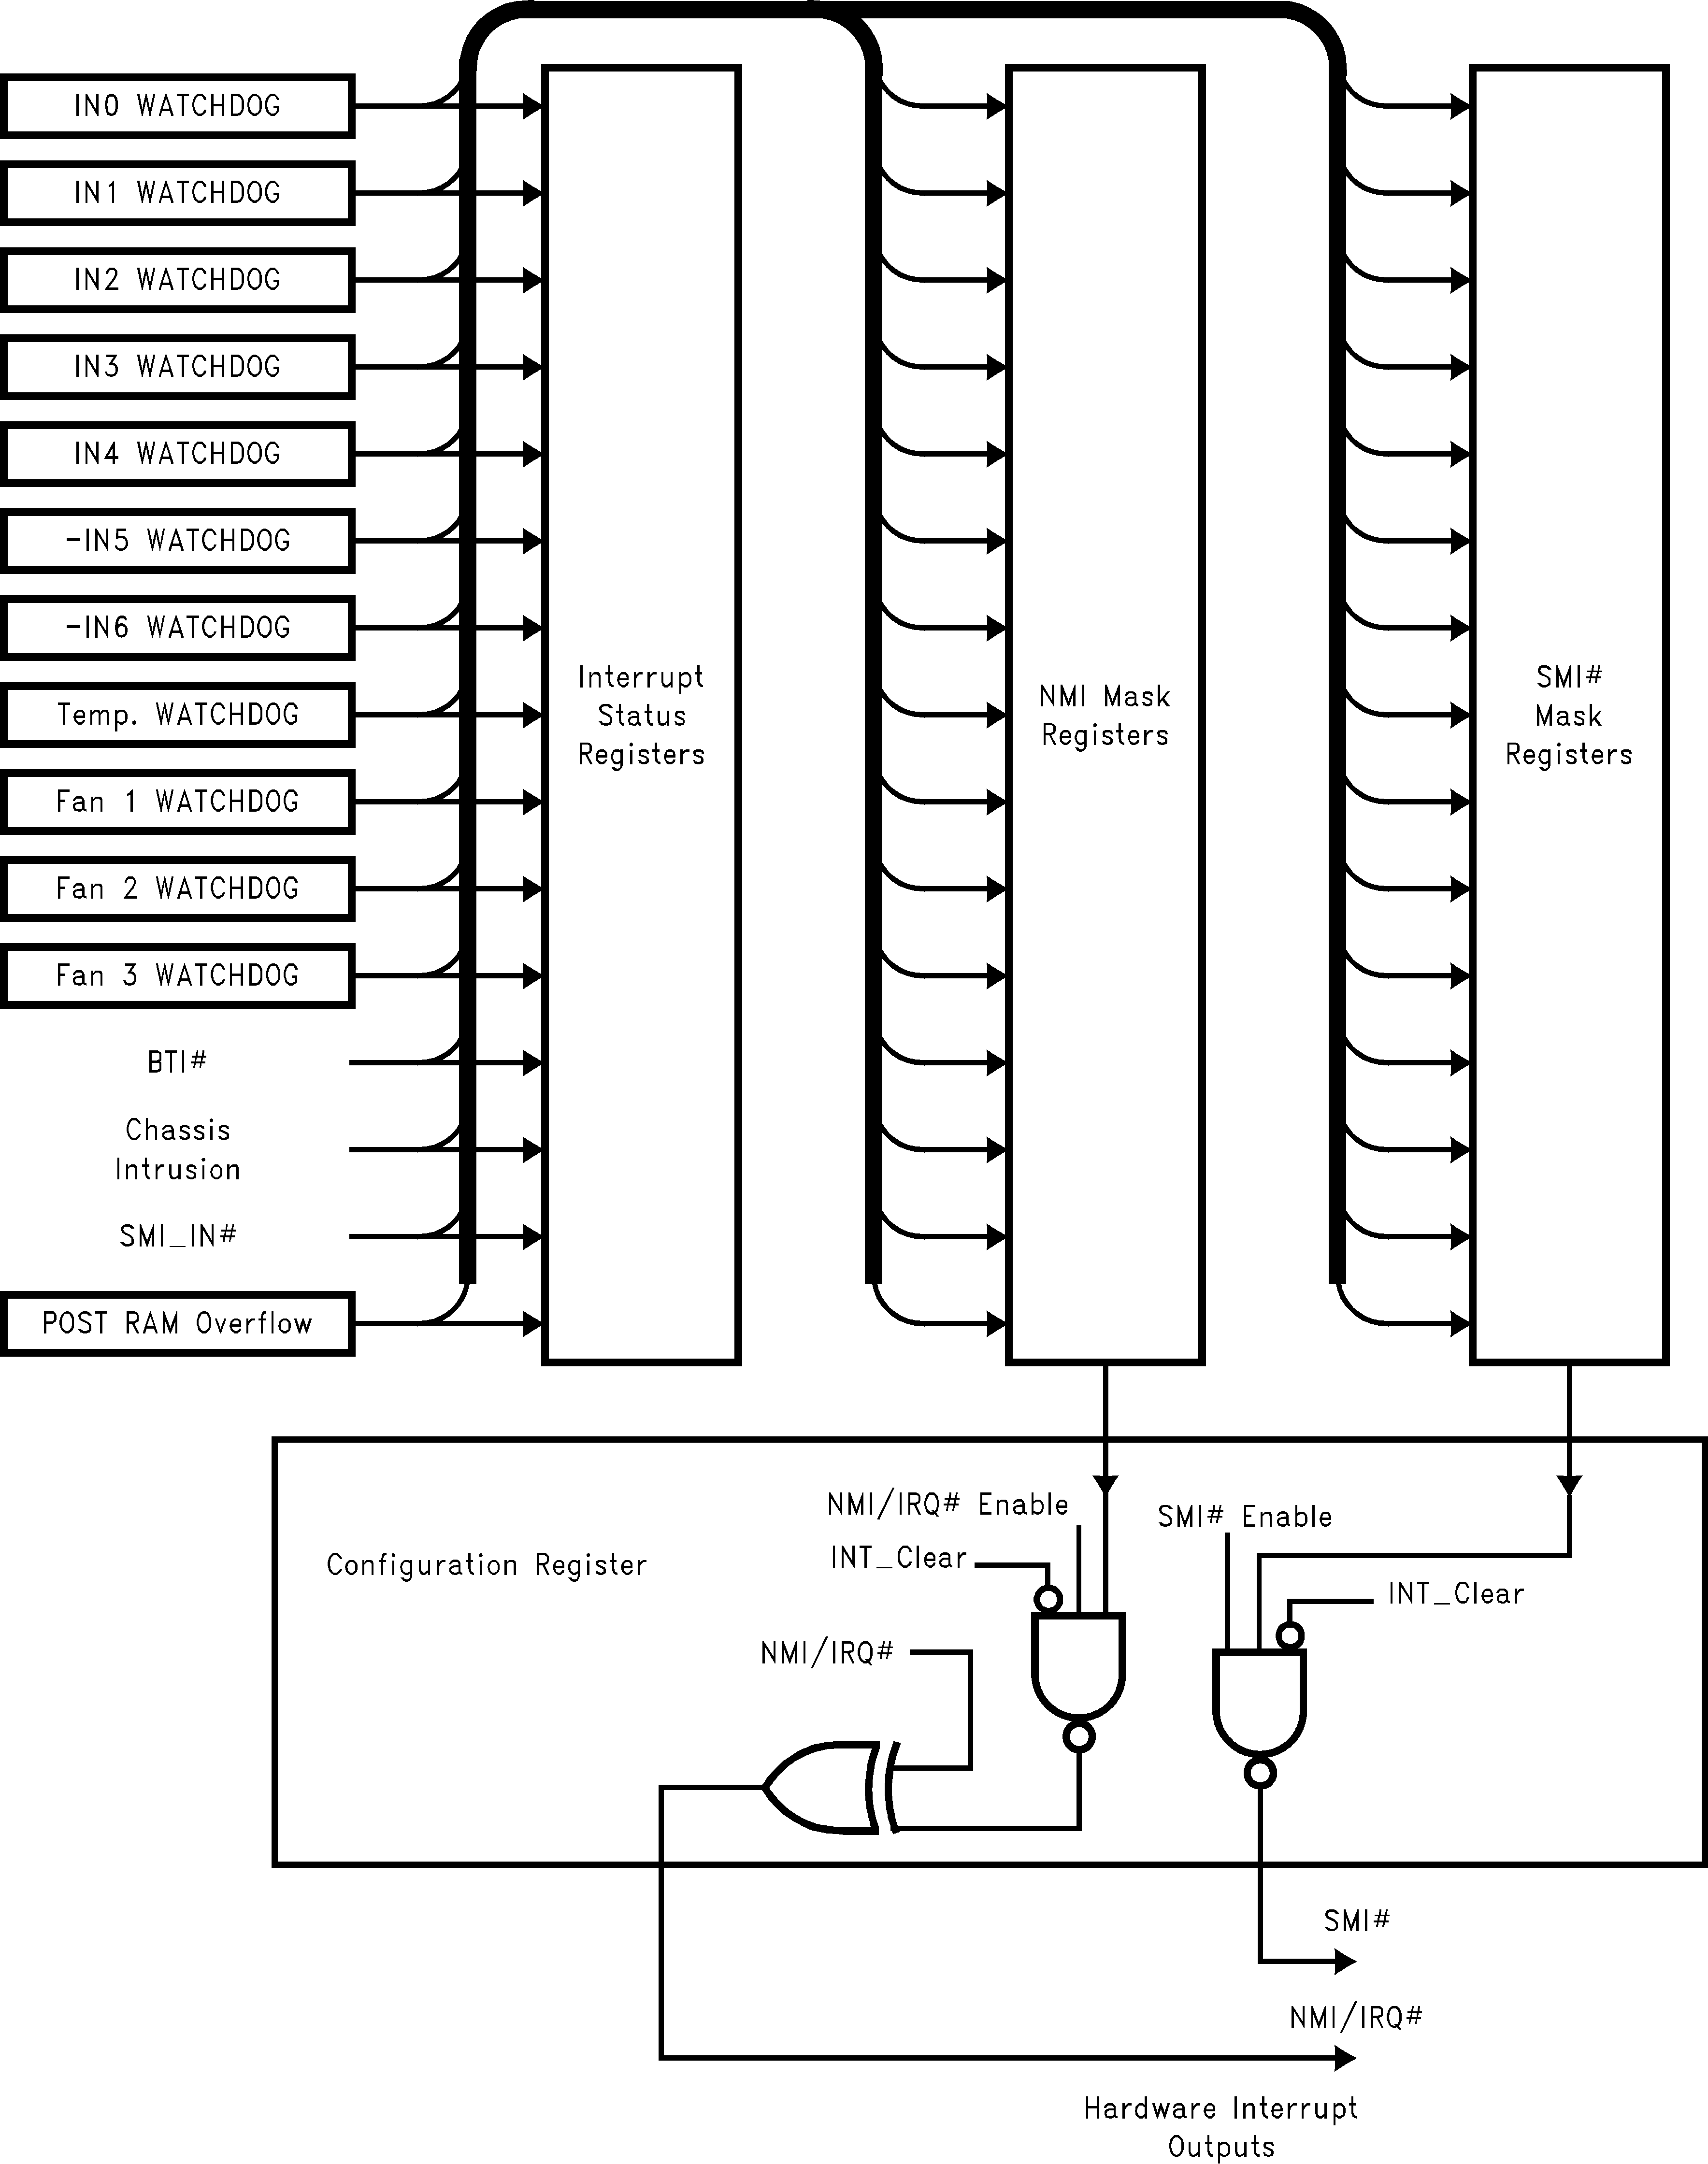 IN0 WATCHDOG
IN1 WATCHDOG
IN2 WATCHDOG
IN3 WATCHDOG
IN4 WATCHDOG
-IN5 WATCHDOG
-IN6 WATCHDOG
Temp. WATCHDOG
Fan 1 WATCHDOG
Fan 2 WATCHDOG
Fan 3 WATCHDOG
BTI#
Chassis
Intrusion
SMI_IN#
POST RAM Overflow
Interrupt
Status
Registers
NMI Mask
Registers
SMI#
Mask
Registers
Configuration Register
NMI/IRQ# Enable
INT_Clear
NMI/IRQ#
SMI# Enable
INT_Clear
SMI#
NMI/IRQ#
Hardware Interrupt
Outputs